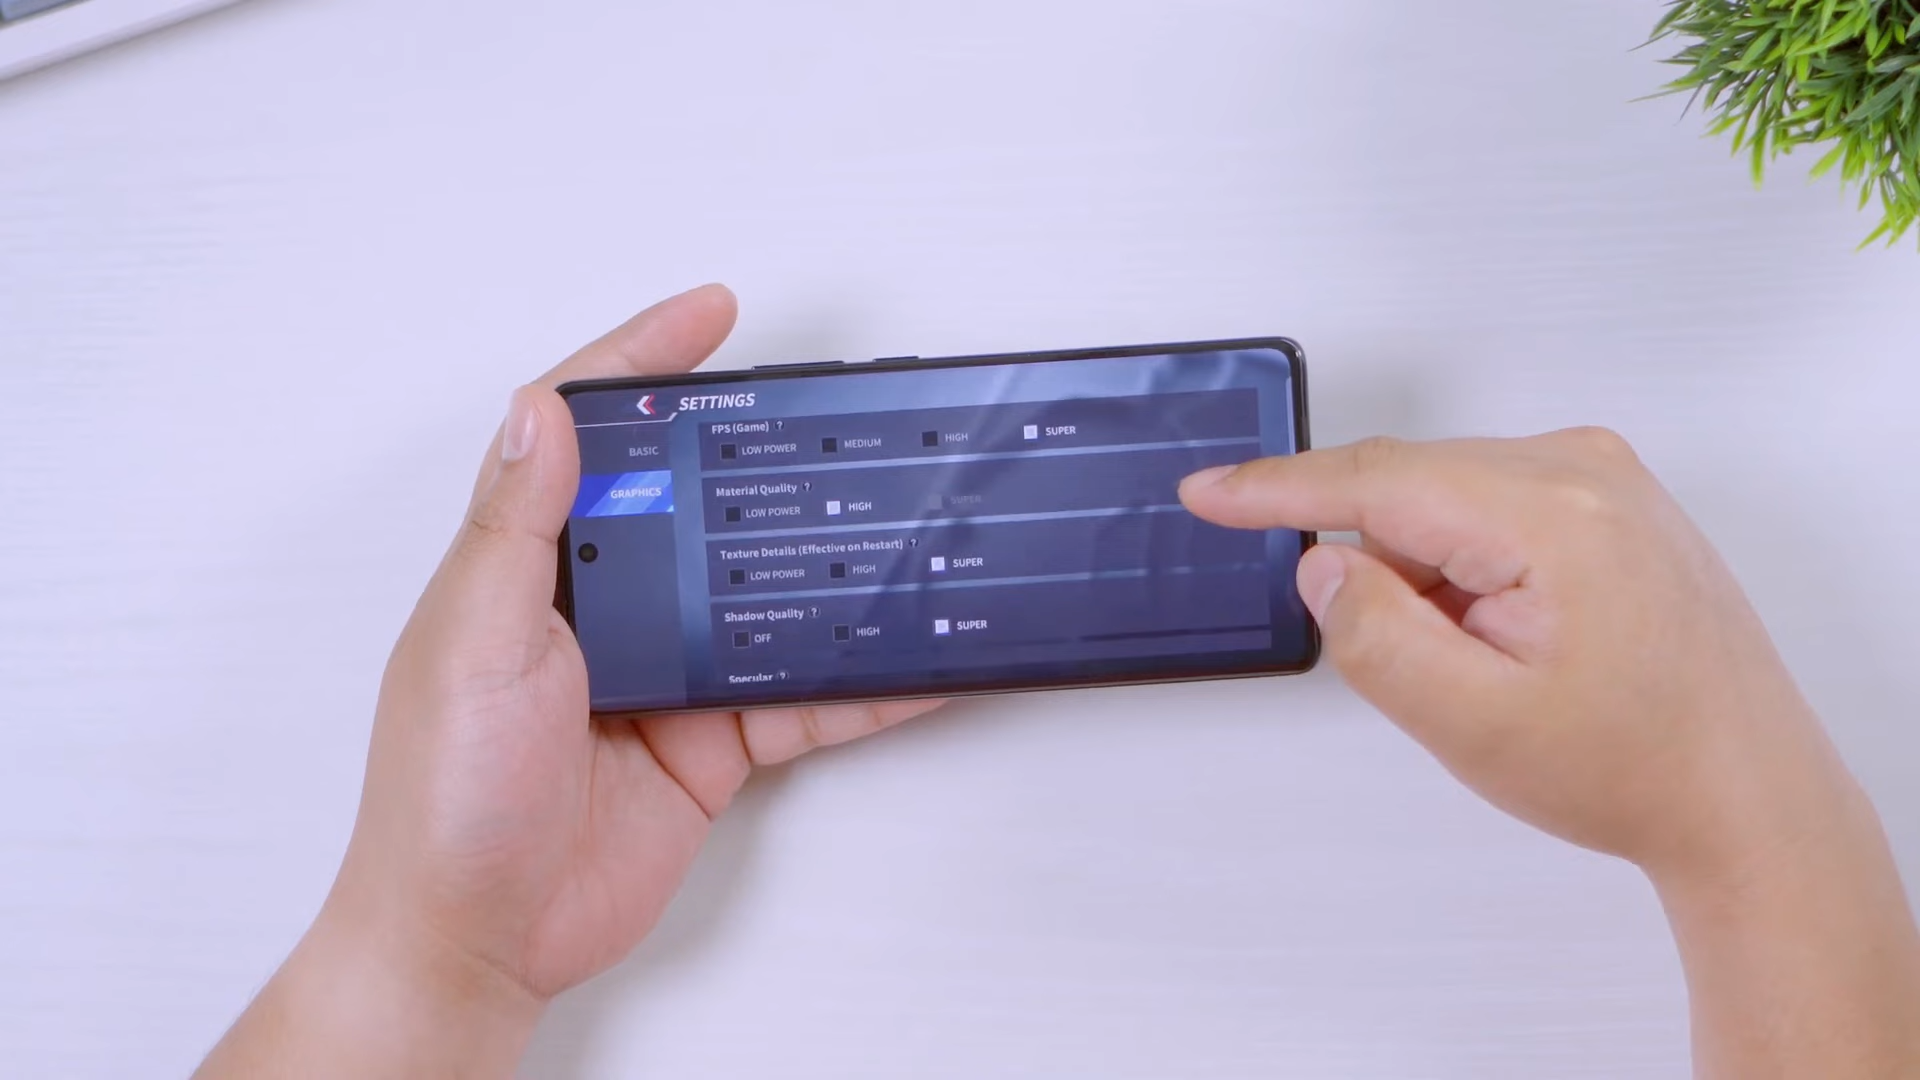 SETTINGS
BASIC
GRAPHICS
FPS (Game) ?
LOW POWER MEDIUM HIGH SUPER
Material Quality ?
LOW POWER HIGH SUPER
Texture Details (Effective on Restart) ?
LOW POWER HIGH SUPER
Shadow Quality ?
OFF HIGH SUPER
Specular ?